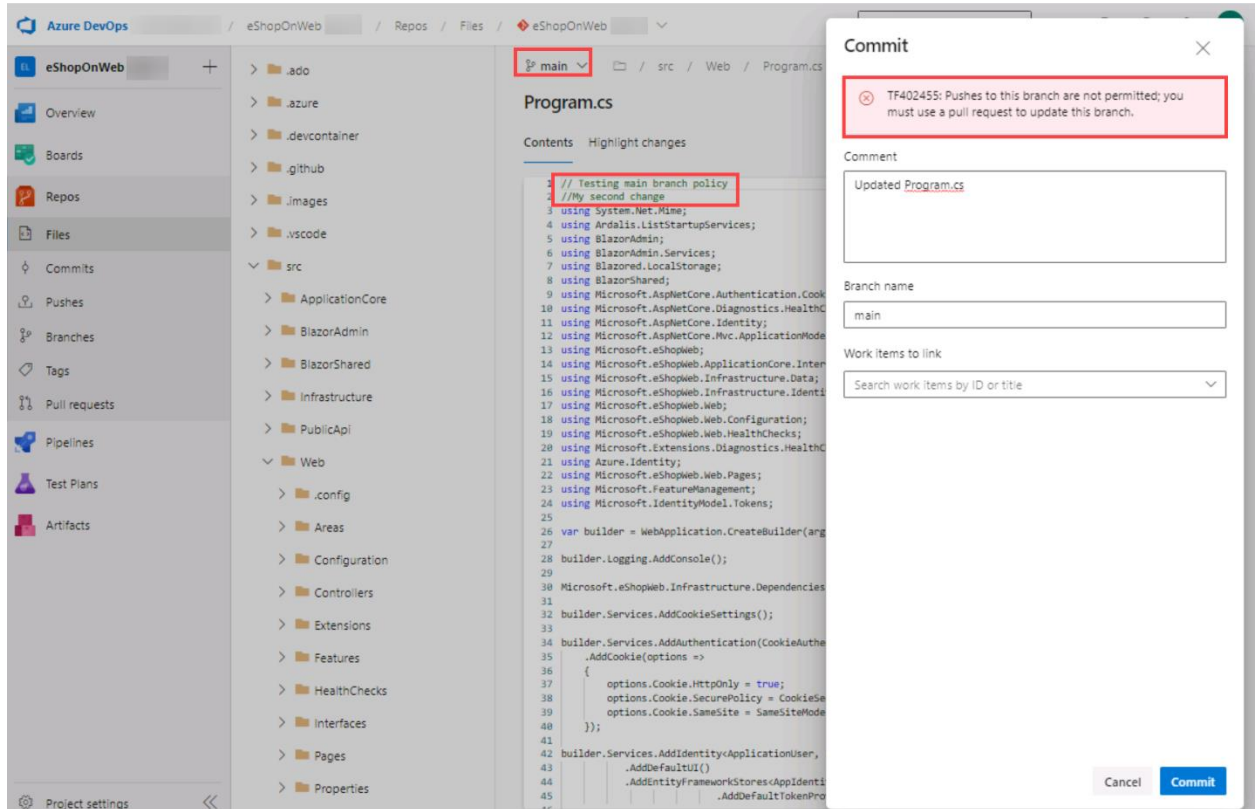 Azure DevOps / eShopOnWeb / Repos / Files / eShopOnWeb
eShopOnWeb
Overview
Boards
Repos
Files
Commits
Pushes
Branches
Tags
Pull requests
Pipelines
Test Plans
Artifacts
Project settings
.ado
.azure
.devcontainer
.github
.images
.vscode
src
ApplicationCore
BlazorAdmin
BlazorShared
Infrastructure
PublicApi
Web
.config
Areas
Configuration
Controllers
Extensions
Features
HealthChecks
Interfaces
Pages
Properties
main / src / Web / Program.cs
Program.cs
Contents Highlight changes
1 // Testing main branch policy
2 //My second change
3 using System.Net.Mime;
4 using Ardalis.ListStartupServices;
5 using BlazorAdmin;
6 using BlazorAdmin.Services;
7 using Blazored.LocalStorage;
8 using BlazorShared;
9 using Microsoft.AspNetCore.Authentication.Cook
10 using Microsoft.AspNetCore.Diagnostics.HealthC
11 using Microsoft.AspNetCore.Identity;
12 using Microsoft.AspNetCore.Mvc.ApplicationMode
13 using Microsoft.eShopWeb;
14 using Microsoft.eShopWeb.ApplicationCore.Inter
15 using Microsoft.eShopWeb.Infrastructure.Data;
16 using Microsoft.eShopWeb.Infrastructure.Identi
17 using Microsoft.eShopWeb.Web;
18 using Microsoft.eShopWeb.Web.Configuration;
19 using Microsoft.eShopWeb.Web.HealthChecks;
20 using Microsoft.Extensions.Diagnostics.HealthC
21 using Azure.Identity;
22 using Microsoft.eShopWeb.Web.Pages;
23 using Microsoft.FeatureManagement;
24 using Microsoft.IdentityModel.Tokens;
25
26 var builder = WebApplication.CreateBuilder(arg
27
28 builder.Logging.AddConsole();
29
30 Microsoft.eShopWeb.Infrastructure.Dependencies
31
32 builder.Services.AddCookieSettings();
33
34 builder.Services.AddAuthentication(CookieAuthe
35 .AddCookie(options =>
36 {
37 options.Cookie.HttpOnly = true;
38 options.Cookie.SecurePolicy = CookieSe
39 options.Cookie.SameSite = SameSiteMode
40 });
41
42 builder.Services.AddIdentity<ApplicationUser,
43 .AddDefaultUI()
44 .AddEntityFrameworkStores<AppIdenti
45 .AddDefaultTokenPro
Commit
TF402455: Pushes to this branch are not permitted; you
must use a pull request to update this branch.
Comment
Updated Program.cs
Branch name
main
Work items to link
Search work items by ID or title
Cancel Commit